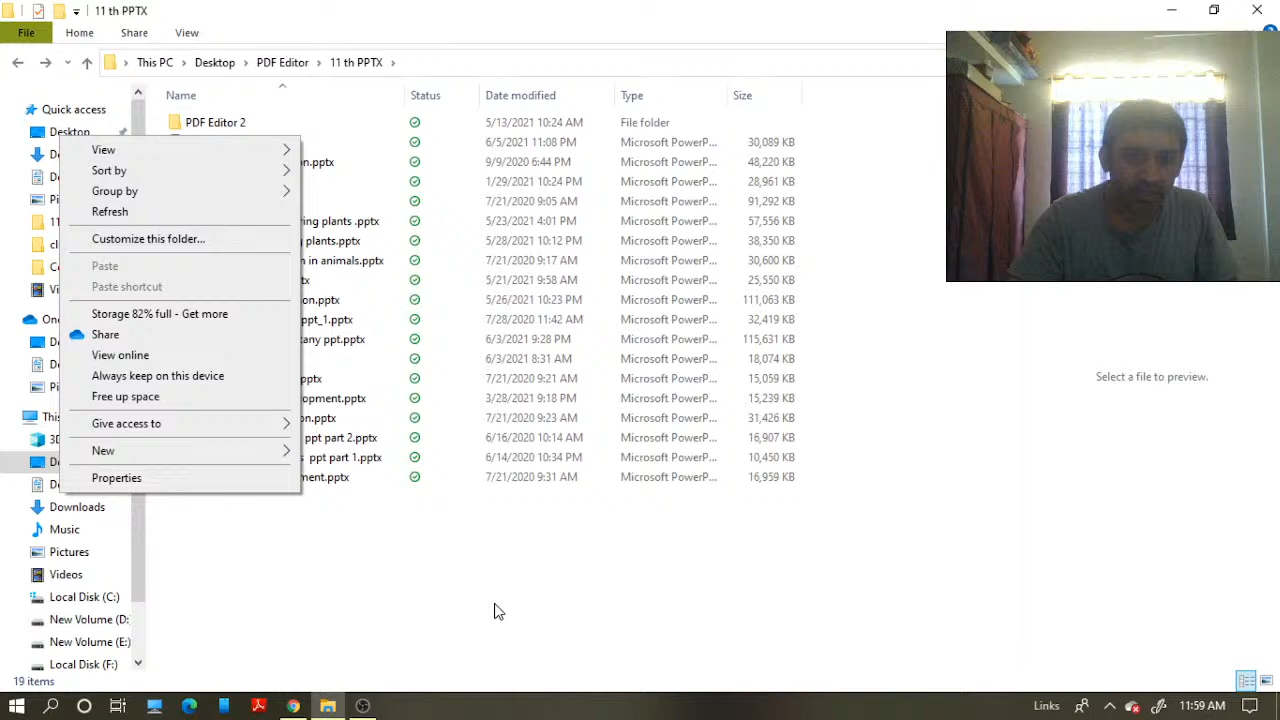 11 th PPTX
File Home Share View
This PC Desktop PDF Editor 11 th PPTX
Name Status Date modified Type Size
Quick access
Desktop
PDF Editor 2 5/13/2021 10:24 AM File folder
.pptx 6/5/2021 11:08 PM Microsoft PowerP... 30,089 KB
on.pptx 9/9/2020 6:44 PM Microsoft PowerP... 48,220 KB
1/29/2021 10:24 PM Microsoft PowerP... 28,961 KB
7/21/2020 9:05 AM Microsoft PowerP... 91,292 KB
ing plants .pptx 5/23/2021 4:01 PM Microsoft PowerP... 57,556 KB
plants.pptx 5/28/2021 10:12 PM Microsoft PowerP... 38,350 KB
in animals.pptx 7/21/2020 9:17 AM Microsoft PowerP... 30,600 KB
5/21/2021 9:58 AM Microsoft PowerP... 25,550 KB
on.pptx 5/26/2021 10:23 PM Microsoft PowerP... 111,063 KB
ppt_1.pptx 7/28/2020 11:42 AM Microsoft PowerP... 32,419 KB
any ppt.pptx 6/3/2021 9:28 PM Microsoft PowerP... 115,631 KB
6/3/2021 8:31 AM Microsoft PowerP... 18,074 KB
pptx 7/21/2020 9:21 AM Microsoft PowerP... 15,059 KB
opment.pptx 3/28/2021 9:18 PM Microsoft PowerP... 15,239 KB
on.pptx 7/21/2020 9:23 AM Microsoft PowerP... 31,426 KB
ppt part 2.pptx 6/16/2020 10:14 AM Microsoft PowerP... 16,907 KB
ppt part 1.pptx 6/14/2020 10:34 PM Microsoft PowerP... 10,450 KB
ment.pptx 7/21/2020 9:31 AM Microsoft PowerP... 16,959 KB
View
Sort by
Group by
Refresh
Customize this folder...
Paste
Paste shortcut
Storage 82% full - Get more
Share
View online
Always keep on this device
Free up space
Give access to
New
Properties
Select a file to preview.
Downloads
Music
Pictures
Videos
Local Disk (C:)
New Volume (D:
New Volume (E:)
Local Disk (F:)
19 items
Links 11:59 AM